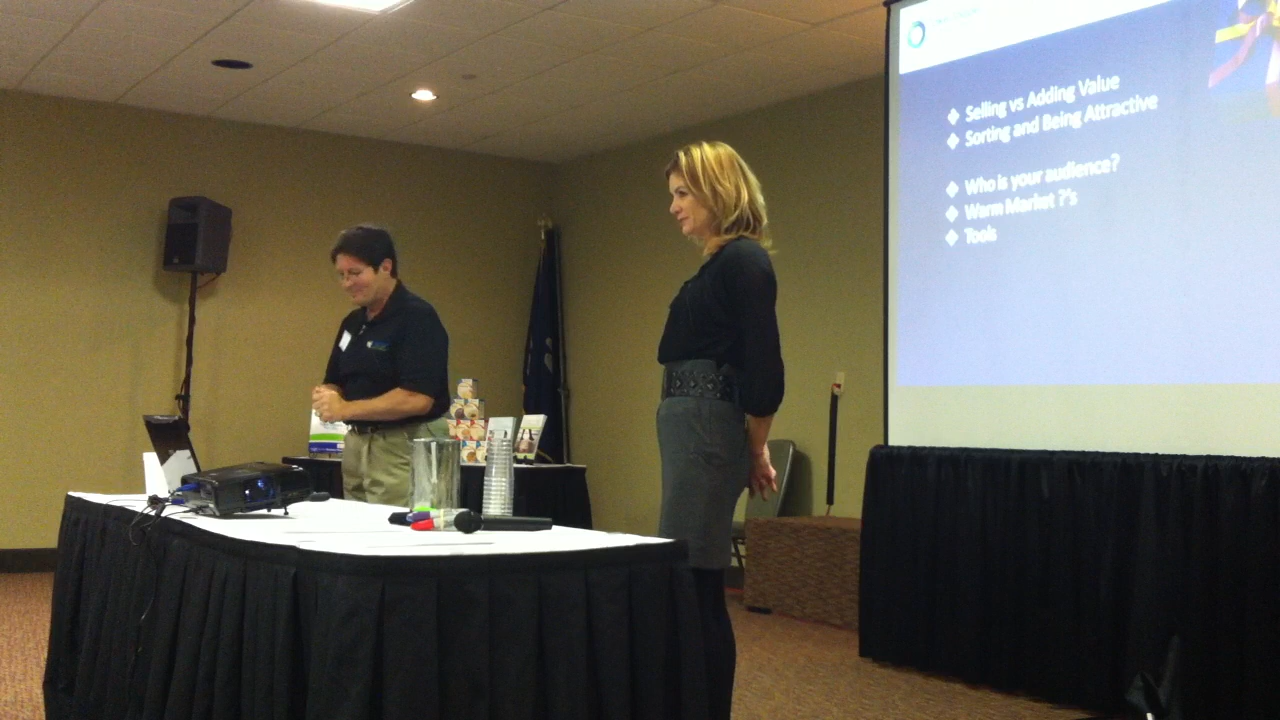 Selling vs Adding Value
Sorting and Being Attractive
Who is your audience?
Warm Market ?'s
Tools